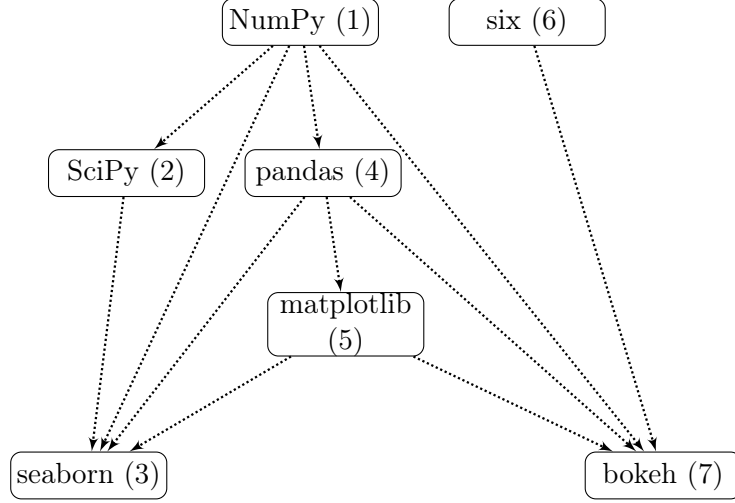 NumPy (1)
six (6)
SciPy (2)
pandas (4)
matplotlib
(5)
seaborn (3)
bokeh (7)